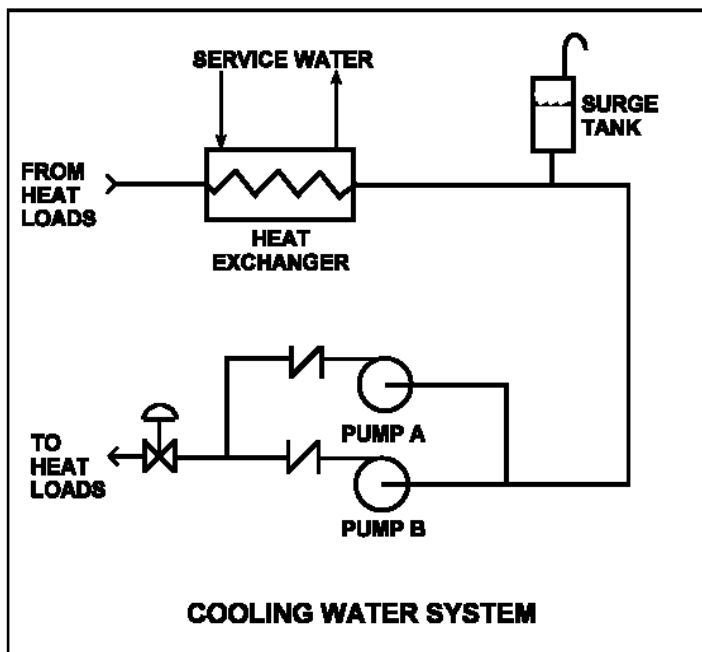 SERVICE WATER
SURGE
TANK
FROM
HEAT
LOADS
HEAT
EXCHANGER
PUMP A
TO
HEAT
LOADS
PUMP B
COOLING WATER SYSTEM